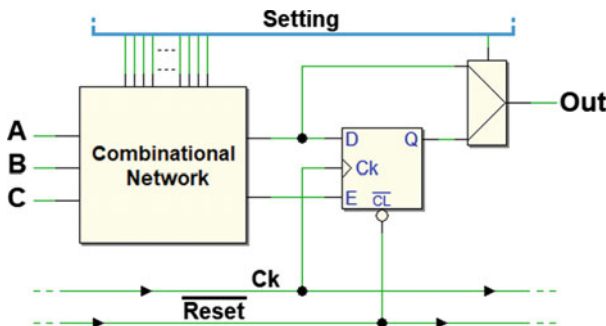 Setting
A
B
C
Combinational
Network
D
Q
Ck
E
CL
Out
Ck
Reset